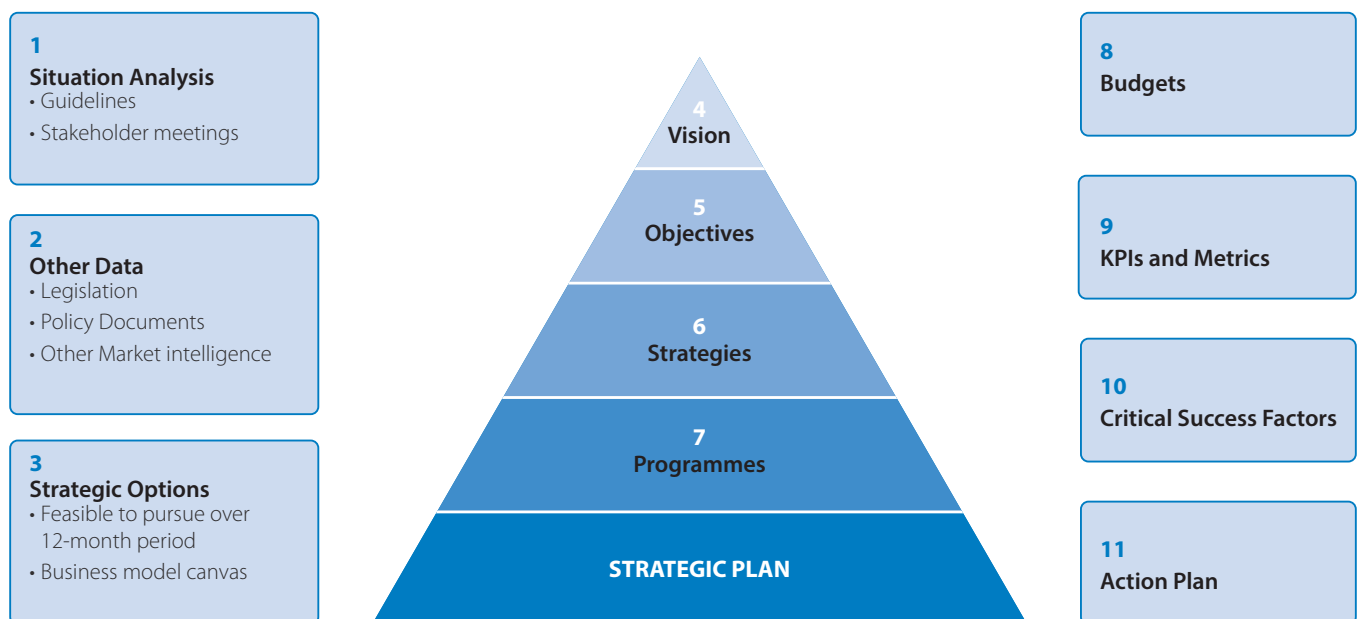 1
Situation Analysis
• Guidelines
• Stakeholder meetings
2
Other Data
• Legislation
• Policy Documents
• Other Market intelligence
3
Strategic Options
• Feasible to pursue over
12-month period
• Business model canvas
4
Vision
5
Objectives
6
Strategies
7
Programmes
STRATEGIC PLAN
8
Budgets
9
KPIs and Metrics
10
Critical Success Factors
11
Action Plan